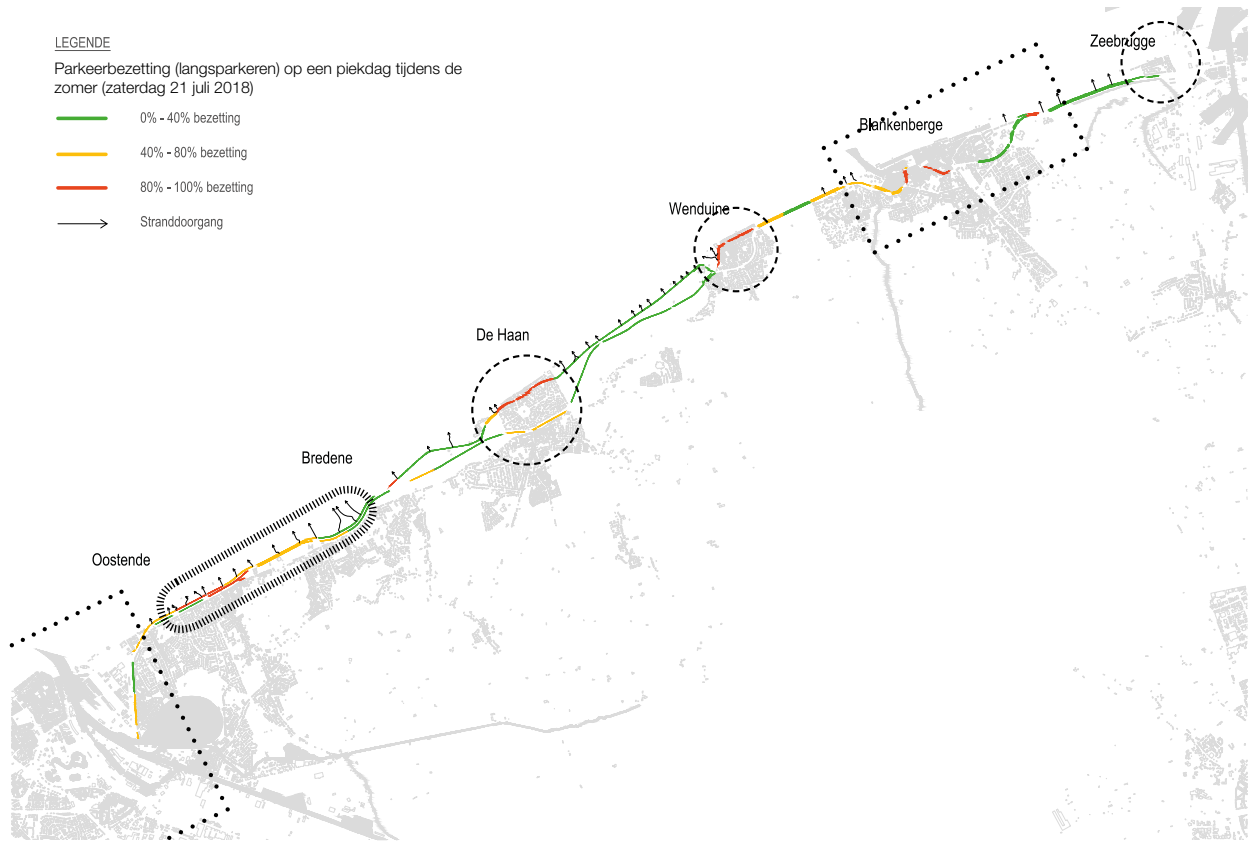 LEGENDE
Parkeerbezetting (langsparkeren) op een piekdag tijdens de
zomer (zaterdag 21 juli 2018)
0% - 40% bezetting
40% - 80% bezetting
80% - 100% bezetting
Stranddoorgang
Zeebrugge
Blankenberge
Wenduine
De Haan
Bredene
Oostende